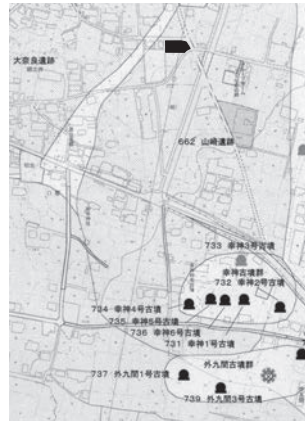 大奈良遺跡
662 山崎遺跡
733 幸神3号古墳
幸神古墳群
732 幸神2号古墳
734 幸神4号古墳
735 幸神5号古墳
736 幸神6号古墳
731 幸神1号古墳
外九間古墳群
737 外九間1号古墳
739 外九間3号古墳